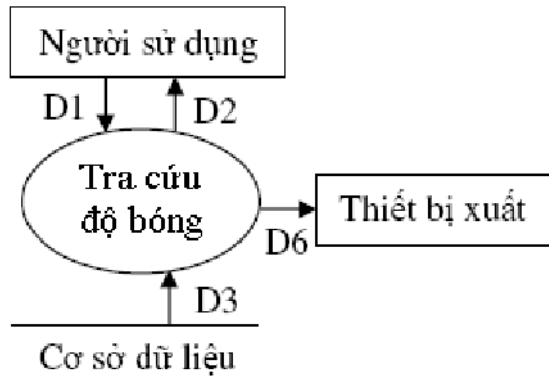 Người sử dụng
D1
D2
Tra cứu
độ bóng
Thiết bị xuất
D6
D3
Cơ sở dữ liệu